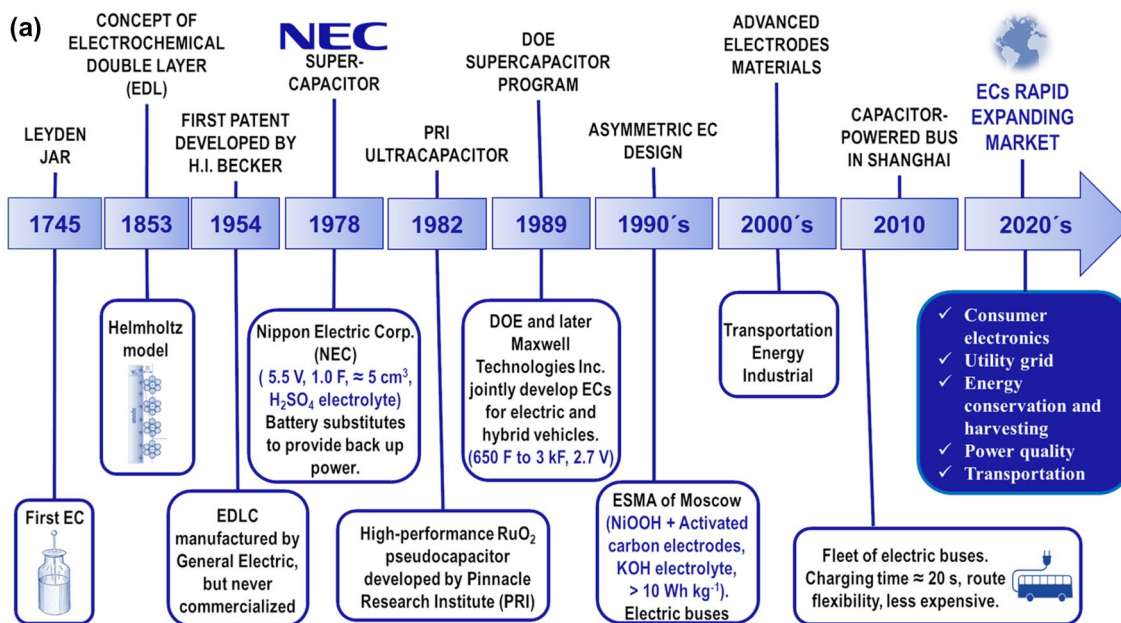 (a)
LEYDEN
JAR
CONCEPT OF
ELECTROCHEMICAL
DOUBLE LAYER
(EDL)
FIRST PATENT
DEVELOPED BY
H.I. BECKER
NEC
SUPER-
CAPACITOR
PRI
ULTRACAPACITOR
DOE
SUPERCAPACITOR
PROGRAM
ASYMMETRIC EC
DESIGN
ADVANCED
ELECTRODES
MATERIALS
CAPACITOR-
POWERED BUS
IN SHANGHAI
ECs RAPID
EXPANDING
MARKET
1745
1853
1954
1978
1982
1989
1990´s
2000´s
2010
2020´s
First EC
Helmholtz
model
EDLC
manufactured by
General Electric,
but never
commercialized
Nippon Electric Corp.
(NEC)
( 5.5 V, 1.0 F, ≈ 5 cm³,
H₂SO₄ electrolyte)
Battery substitutes
to provide back up
power.
High-performance RuO₂
pseudocapacitor
developed by Pinnacle
Research Institute (PRI)
DOE and later
Maxwell
Technologies Inc.
jointly develop ECs
for electric and
hybrid vehicles.
(650 F to 3 kF, 2.7 V)
ESMA of Moscow
(NiOOH + Activated
carbon electrodes,
KOH electrolyte,
> 10 Wh kg⁻¹).
Electric buses
Transportation
Energy
Industrial
Fleet of electric buses.
Charging time ≈ 20 s, route
flexibility, less expensive.
✓ Consumer
electronics
✓ Utility grid
✓ Energy
conservation and
harvesting
✓ Power quality
✓ Transportation